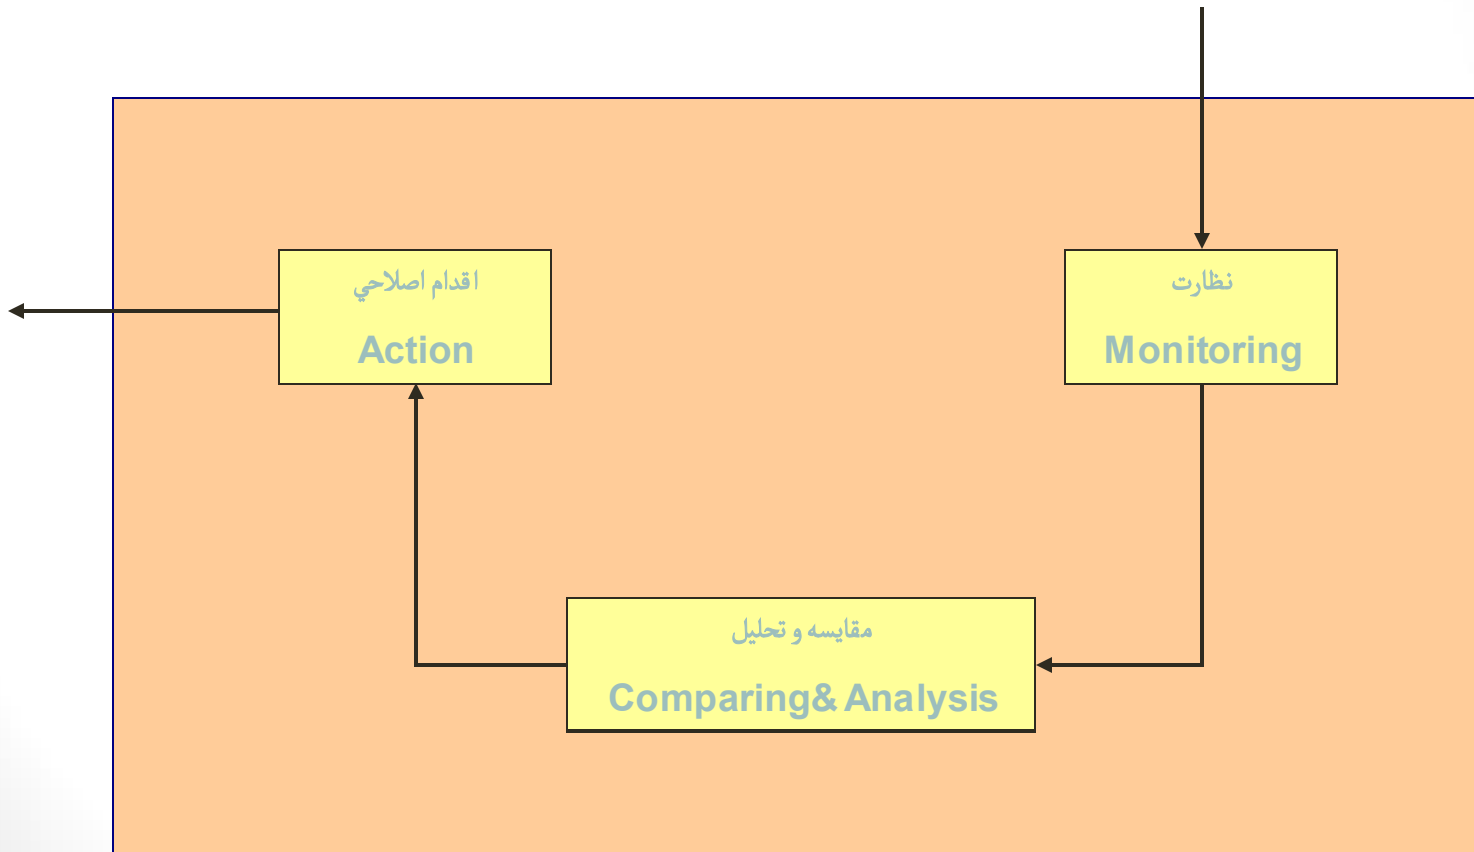 اقدام اصلاحي
Action
نظارت
Monitoring
مقايسه و تحليل
Comparing& Analysis